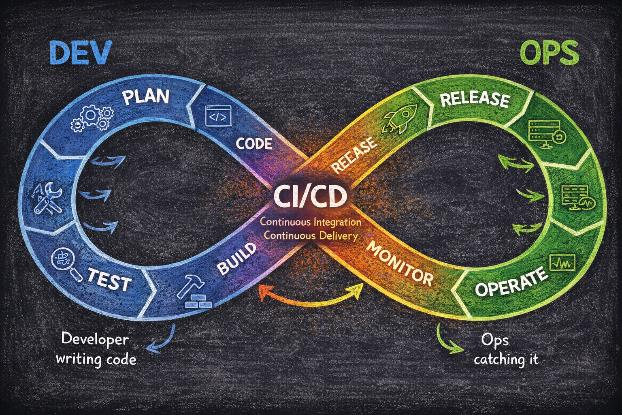 DEV
OPS
PLAN
</>
CODE
RELEASE
RELEASE
CI/CD
Continuous Integration
Continuous Delivery
TEST
BUILD
MONITOR
OPERATE
Developer
writing code
Ops
catching it